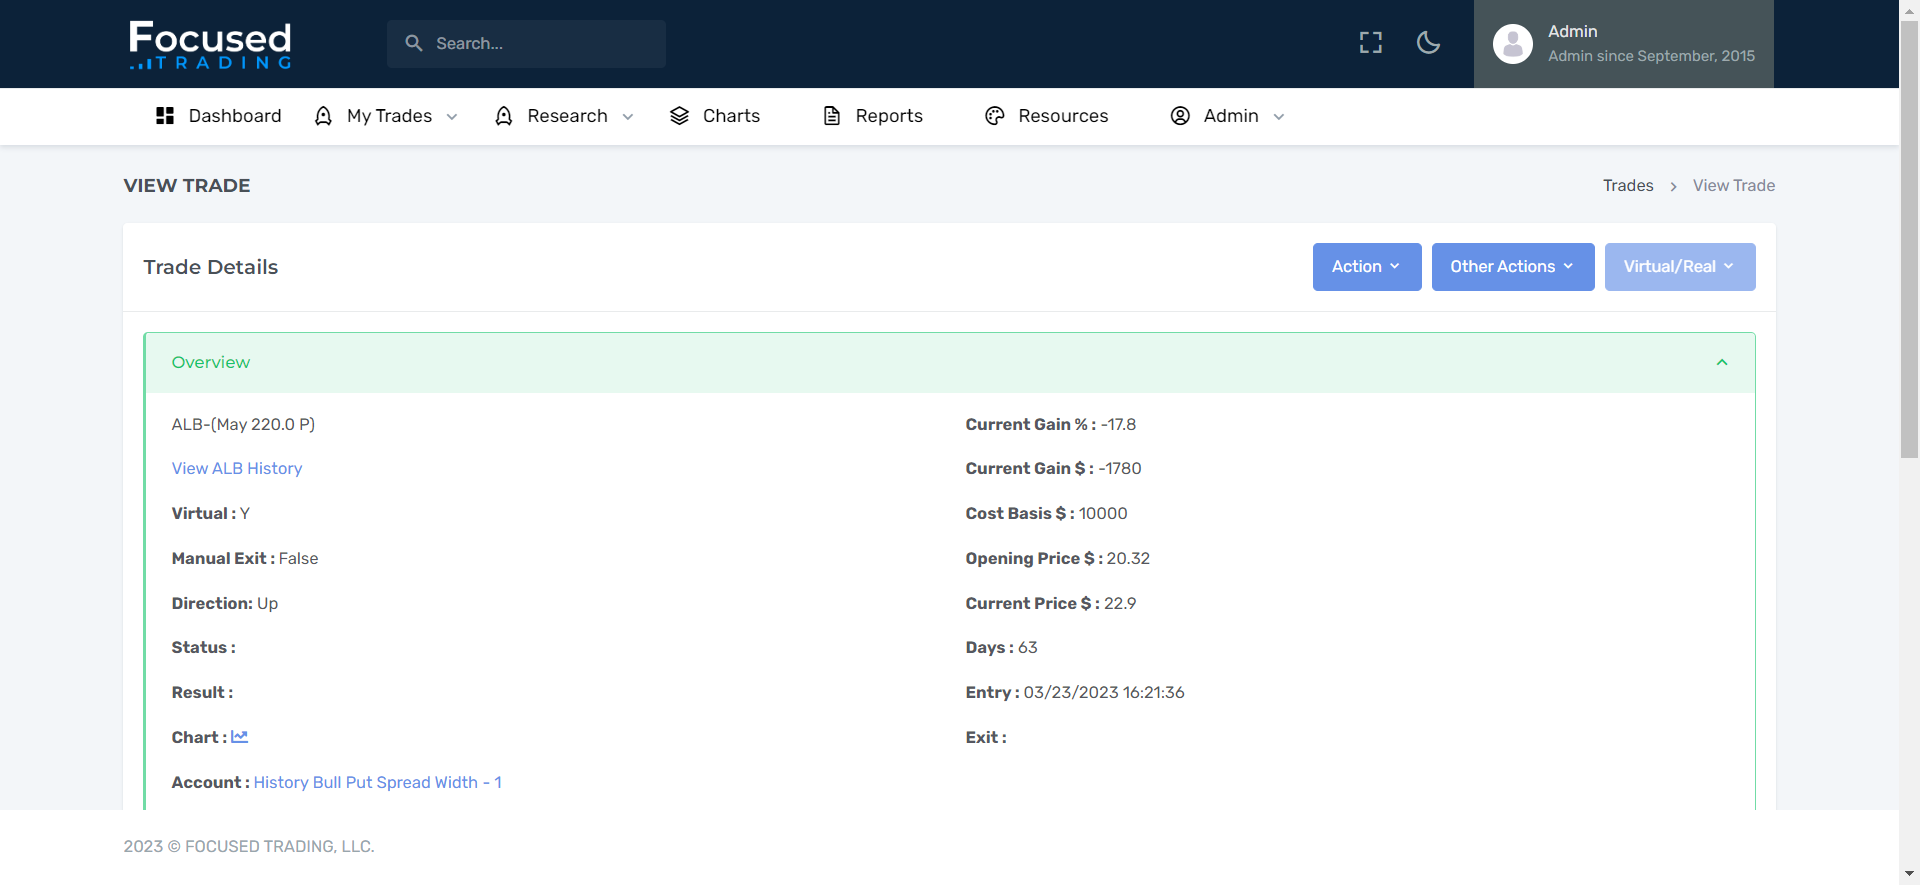 Focused
TRADING
Search...
Admin
Admin since September, 2015
Dashboard
My Trades
Research
Charts
Reports
Resources
Admin
VIEW TRADE
Trades > View Trade
Trade Details
Action
Other Actions
Virtual/Real
Overview
ALB-(May 220.0 P)
View ALB History
Virtual : Y
Manual Exit : False
Direction: Up
Status :
Result :
Chart :
Account : History Bull Put Spread Width - 1
Current Gain % : -17.8
Current Gain $ : -1780
Cost Basis $ : 10000
Opening Price $ : 20.32
Current Price $ : 22.9
Days : 63
Entry : 03/23/2023 16:21:36
Exit :
2023 © FOCUSED TRADING, LLC.